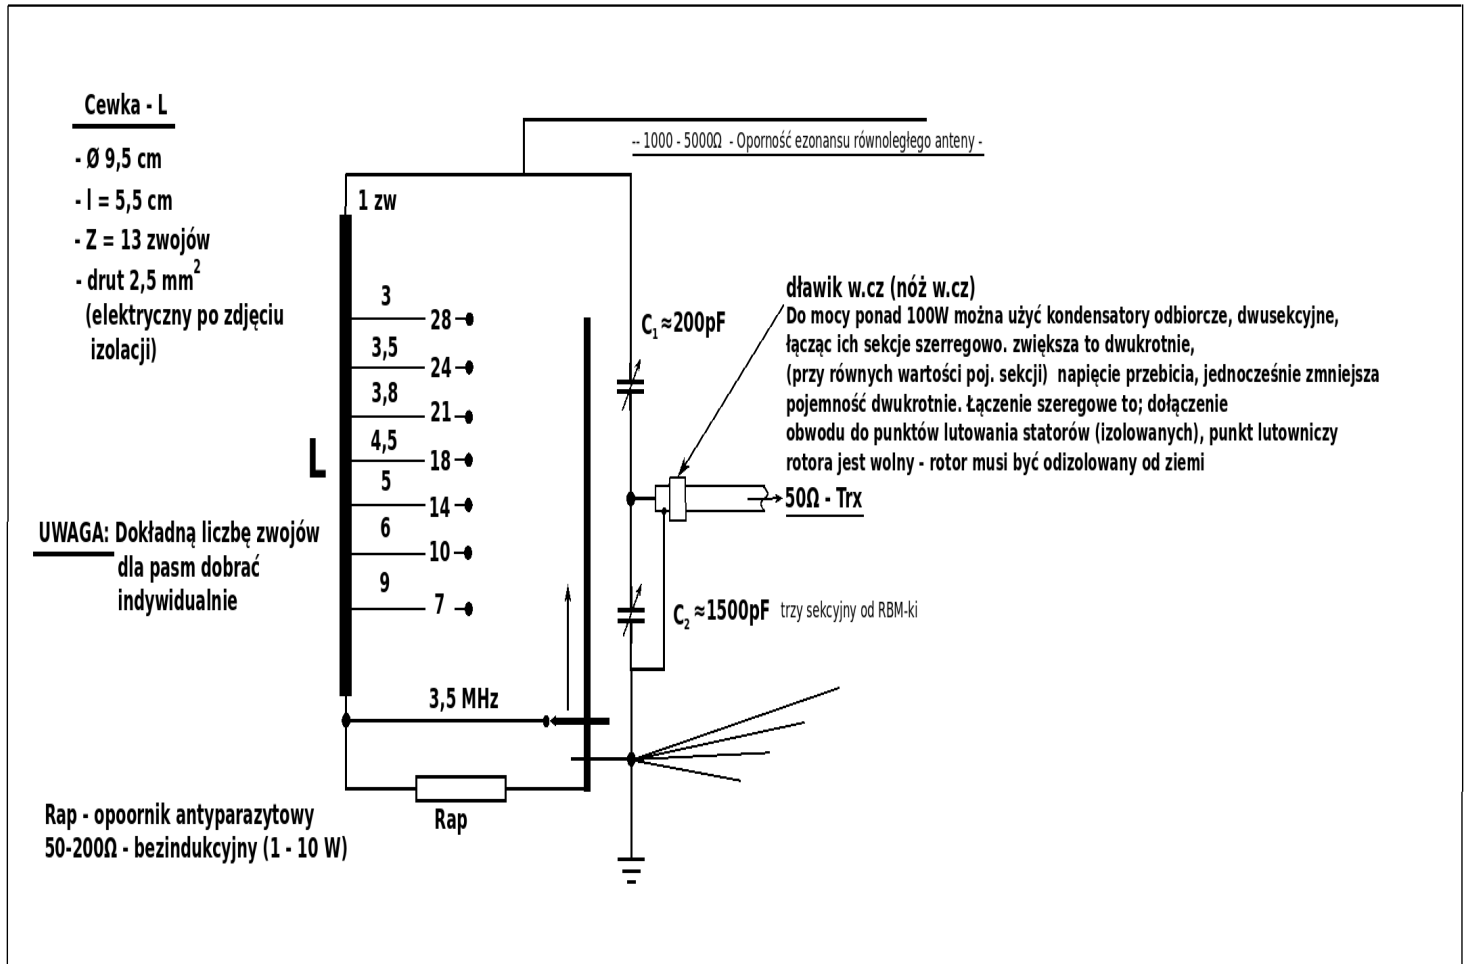 Cewka - L
- Ø 9,5 cm
- l = 5,5 cm
- Z = 13 zwojów
- drut 2,5 mm²
(elektryczny po zdjęciu
izolacji)
-- 1000 - 5000Ω - Oporność ezonansu równoległego anteny -
1 zw
3
28
3,5
24
3,8
21
4,5
18
5
14
6
10
9
7
L
3,5 MHz
C₁ ≈200pF
dławik w.cz (nóż w.cz)
Do mocy ponad 100W można użyć kondensatory odbiorcze, dwusekcyjne,
łącząc ich sekcje szerregowo. zwiększa to dwukrotnie,
(przy równych wartości poj. sekcji) napięcie przebicia, jednocześnie zmniejsza
pojemność dwukrotnie. Łączenie szeregowe to; dołączenie
obwodu do punktów lutowania statorów (izolowanych), punkt lutowniczy
rotora jest wolny - rotor musi być odizolowany od ziemi
50Ω - Trx
C₂ ≈1500pF trzy sekcyjny od RBM-ki
UWAGA: Dokładną liczbę zwojów
dla pasm dobrać
indywidualnie
Rap
Rap - opoornik antyparazytowy
50-200Ω - bezindukcyjny (1 - 10 W)